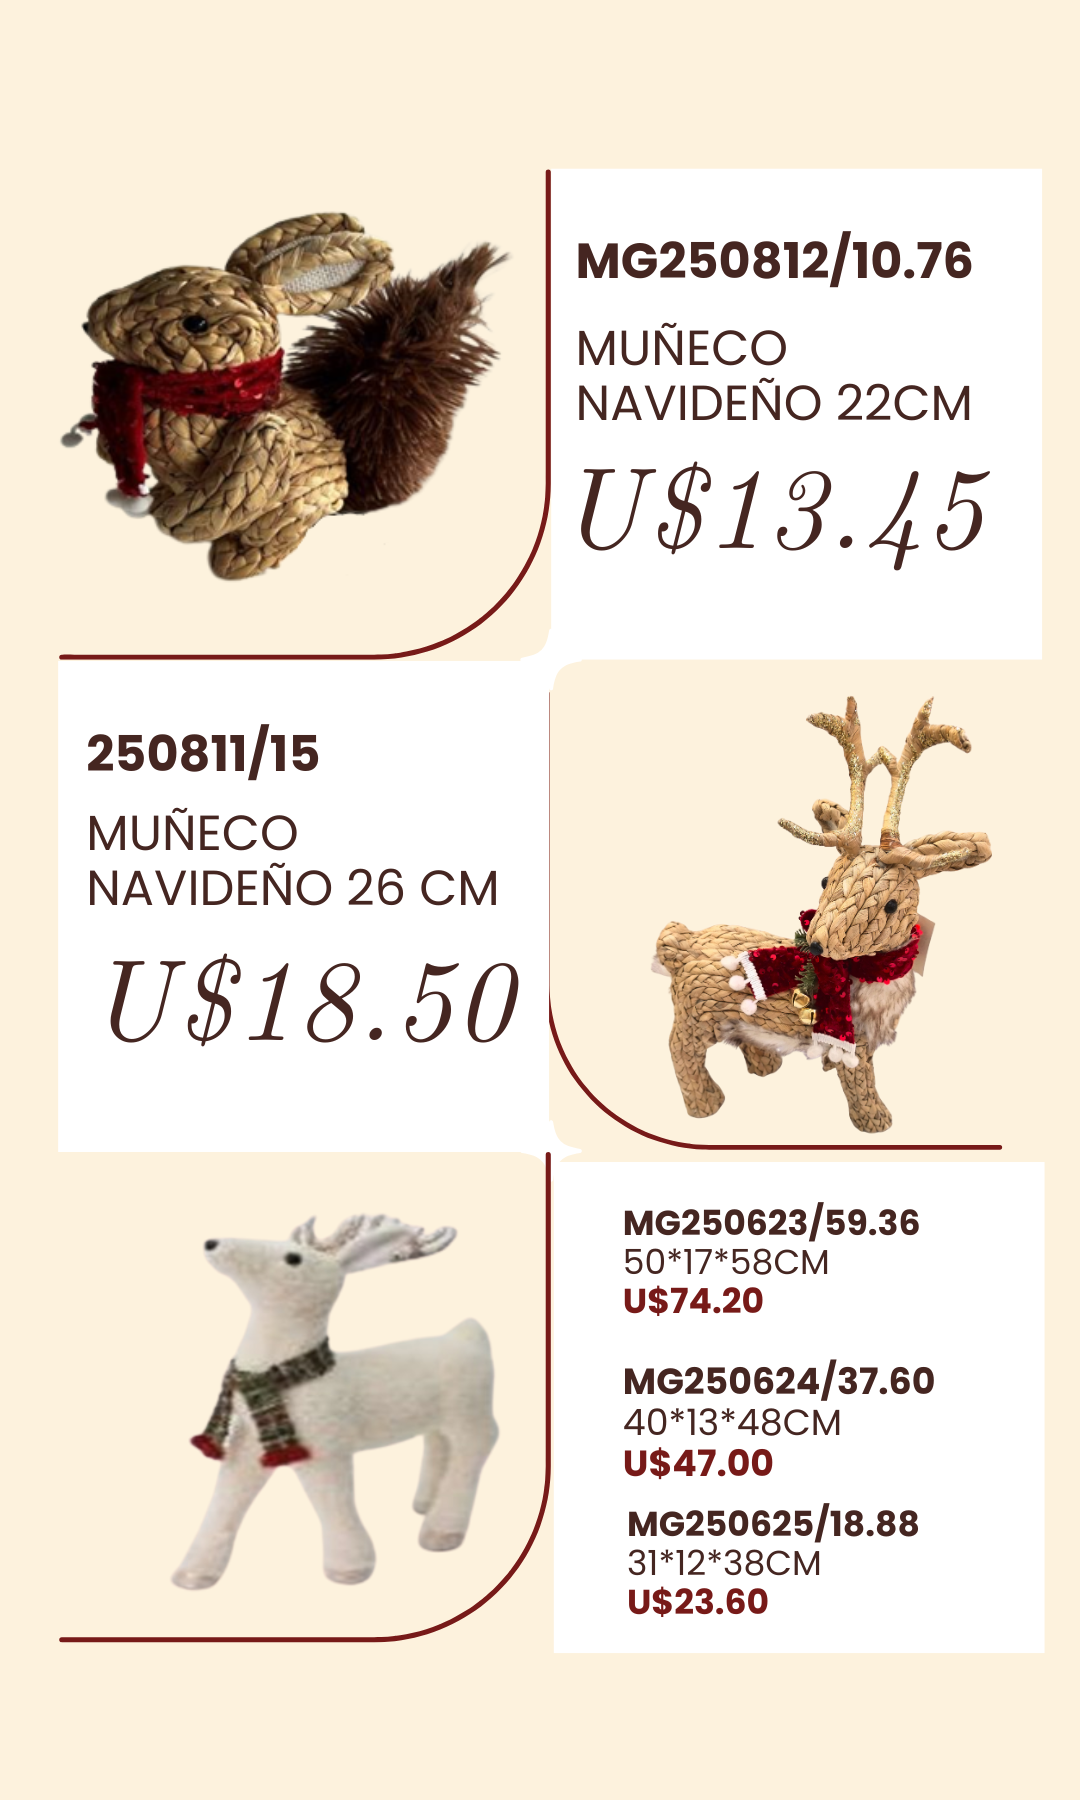 MG250812/10.76
MUÑECO
NAVIDEÑO 22CM
U$13.45
250811/15
MUÑECO
NAVIDEÑO 26 CM
U$18.50
MG250623/59.36
50*17*58CM
U$74.20
MG250624/37.60
40*13*48CM
U$47.00
MG250625/18.88
31*12*38CM
U$23.60